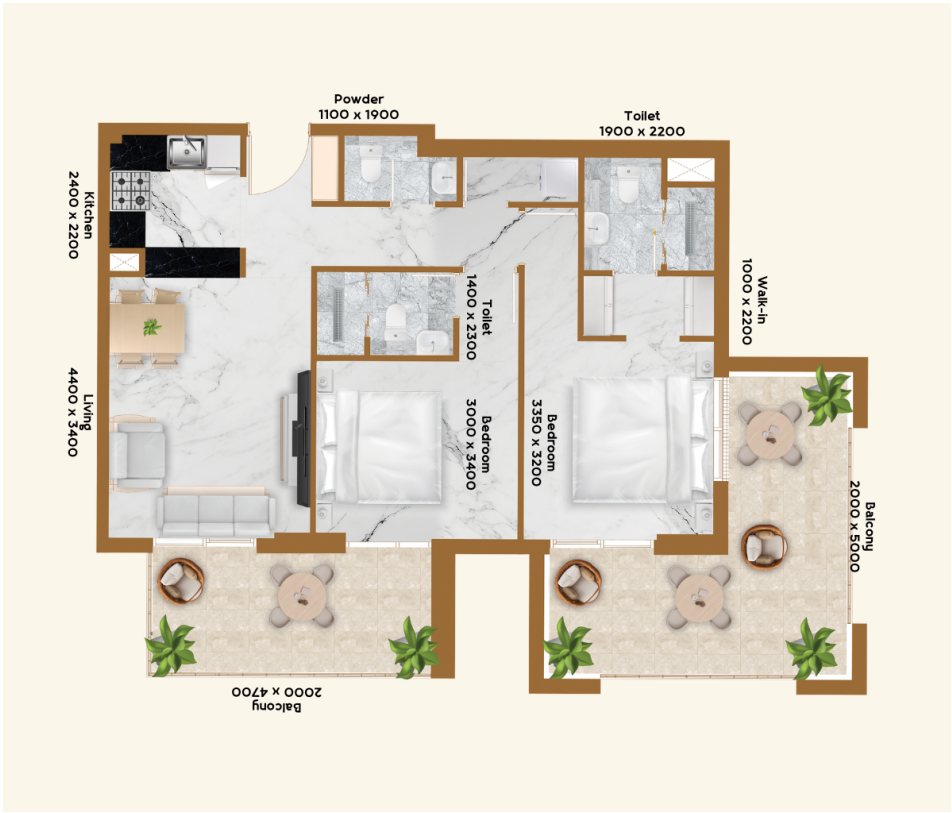 Powder
1100 x 1900
Toilet
1900 x 2200
Kitchen
2400 x 2200
Walk-in
1000 x 2200
Toilet
1400 x 2300
Living
4400 x 3400
Bedroom
3000 x 3400
Bedroom
3350 x 3200
Balcony
2000 x 5000
Balcony
2000 x 4700